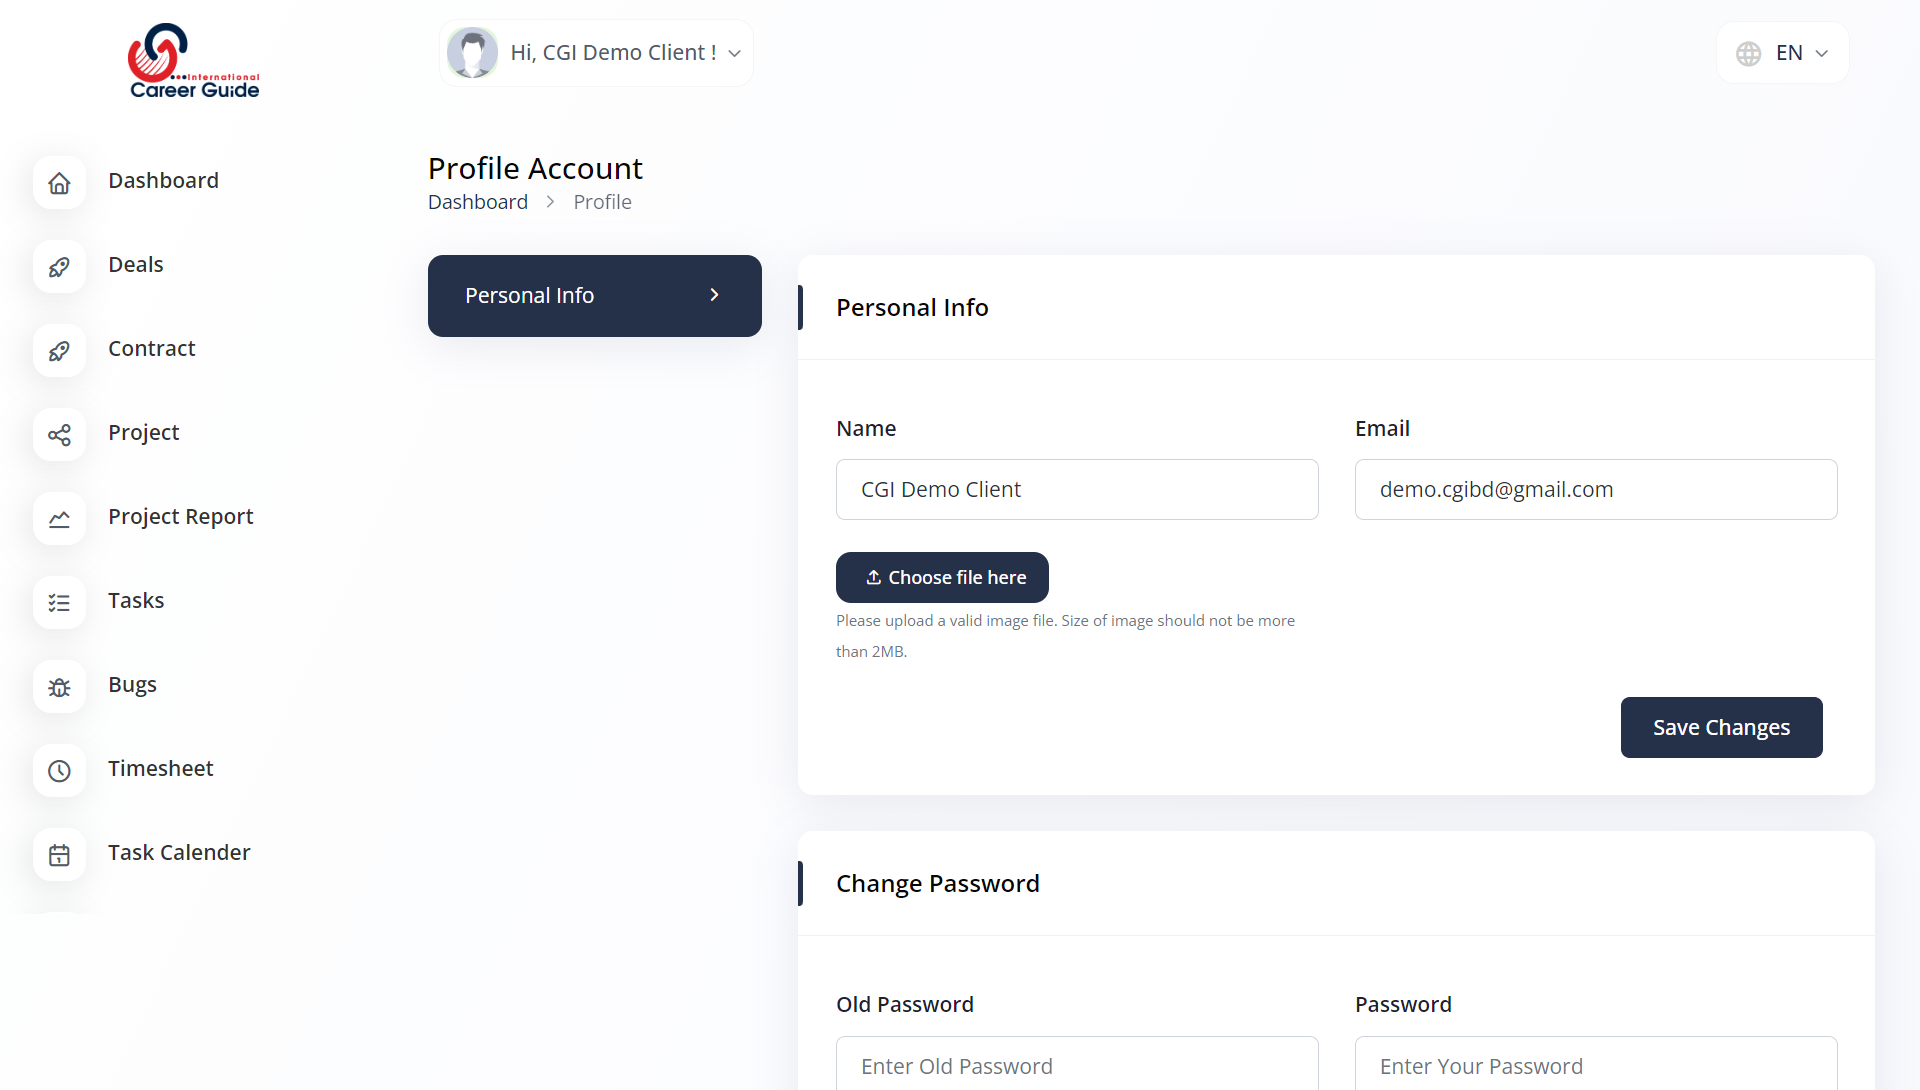 International
Career Guide
Hi, CGI Demo Client !
EN
Dashboard
Deals
Contract
Project
Project Report
Tasks
Bugs
Timesheet
Task Calender
Profile Account
Dashboard > Profile
Personal Info
Personal Info
Name
Email
CGI Demo Client
demo.cgibd@gmail.com
Choose file here
Please upload a valid image file. Size of image should not be more
than 2MB.
Save Changes
Change Password
Old Password
Password
Enter Old Password
Enter Your Password